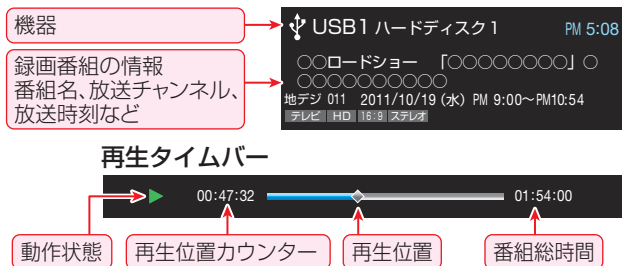 機器
USB1 ハードディスク1 PM 5:08
録画番組の情報
番組名、放送チャンネル、
放送時刻など
○○ロードショー 「○○○○○○○○」○
○○○○○○○○○○
地デジ 011 2011/10/19 (水) PM 9:00～PM10:54
テレビ HD 16:9 ステレオ
再生タイムバー
00:47:32 01:54:00
動作状態 再生位置カウンター 再生位置 番組総時間